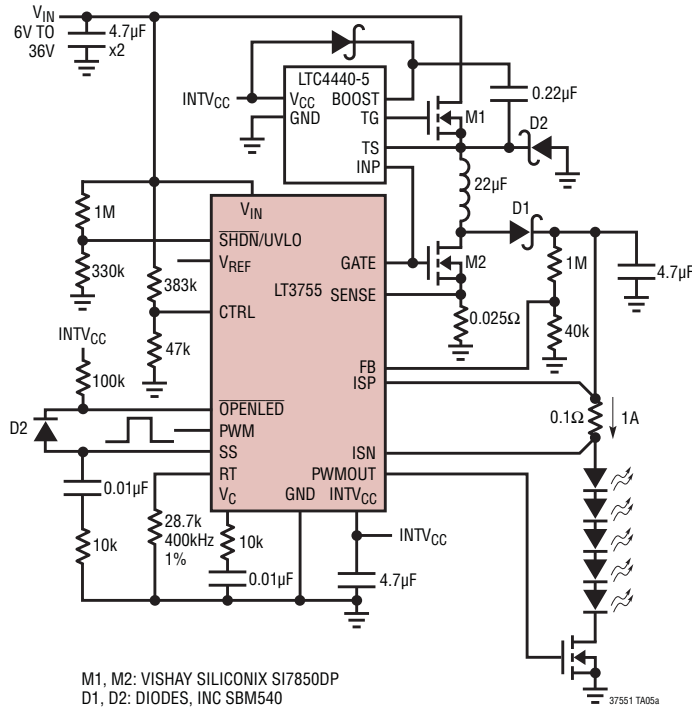 VIN
6V TO
36V
4.7µF
x2
LTC4440-5
INTVCC
VCC
GND
BOOST
TG
TS
INP
M1
0.22µF
D2
22µF
D1
1M
330k
383k
47k
VIN
SHDN/UVLO
VREF
CTRL
LT3755
GATE
SENSE
M2
0.025Ω
1M
40k
4.7µF
INTVCC
100k
FB
ISP
OPENLED
PWM
SS
RT
VC
GND
INTVCC
ISN
PWMOUT
D2
0.1Ω
1A
0.01µF
10k
28.7k
400kHz
1%
10k
0.01µF
INTVCC
4.7µF
M1, M2: VISHAY SILICONIX SI7850DP
D1, D2: DIODES, INC SBM540
37551 TA05a